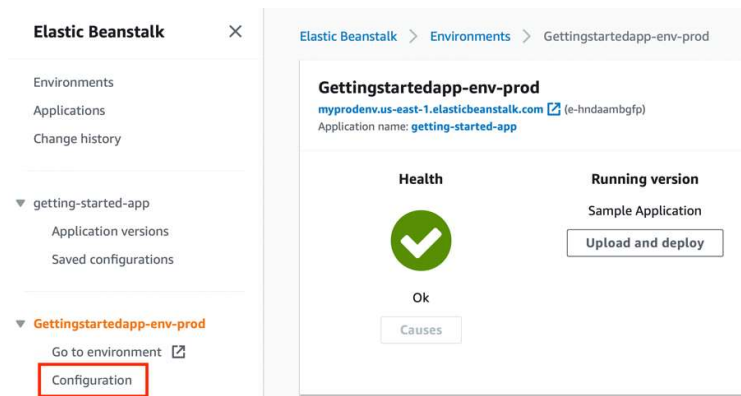 Elastic Beanstalk
Environments
Applications
Change history
getting-started-app
Application versions
Saved configurations
Gettingstartedapp-env-prod
Go to environment
Configuration
Elastic Beanstalk > Environments > Gettingstartedapp-env-prod
Gettingstartedapp-env-prod
myprodenv.us-east-1.elasticbeanstalk.com (e-hndaambgfp)
Application name: getting-started-app
Health
Ok
Causes
Running version
Sample Application
Upload and deploy